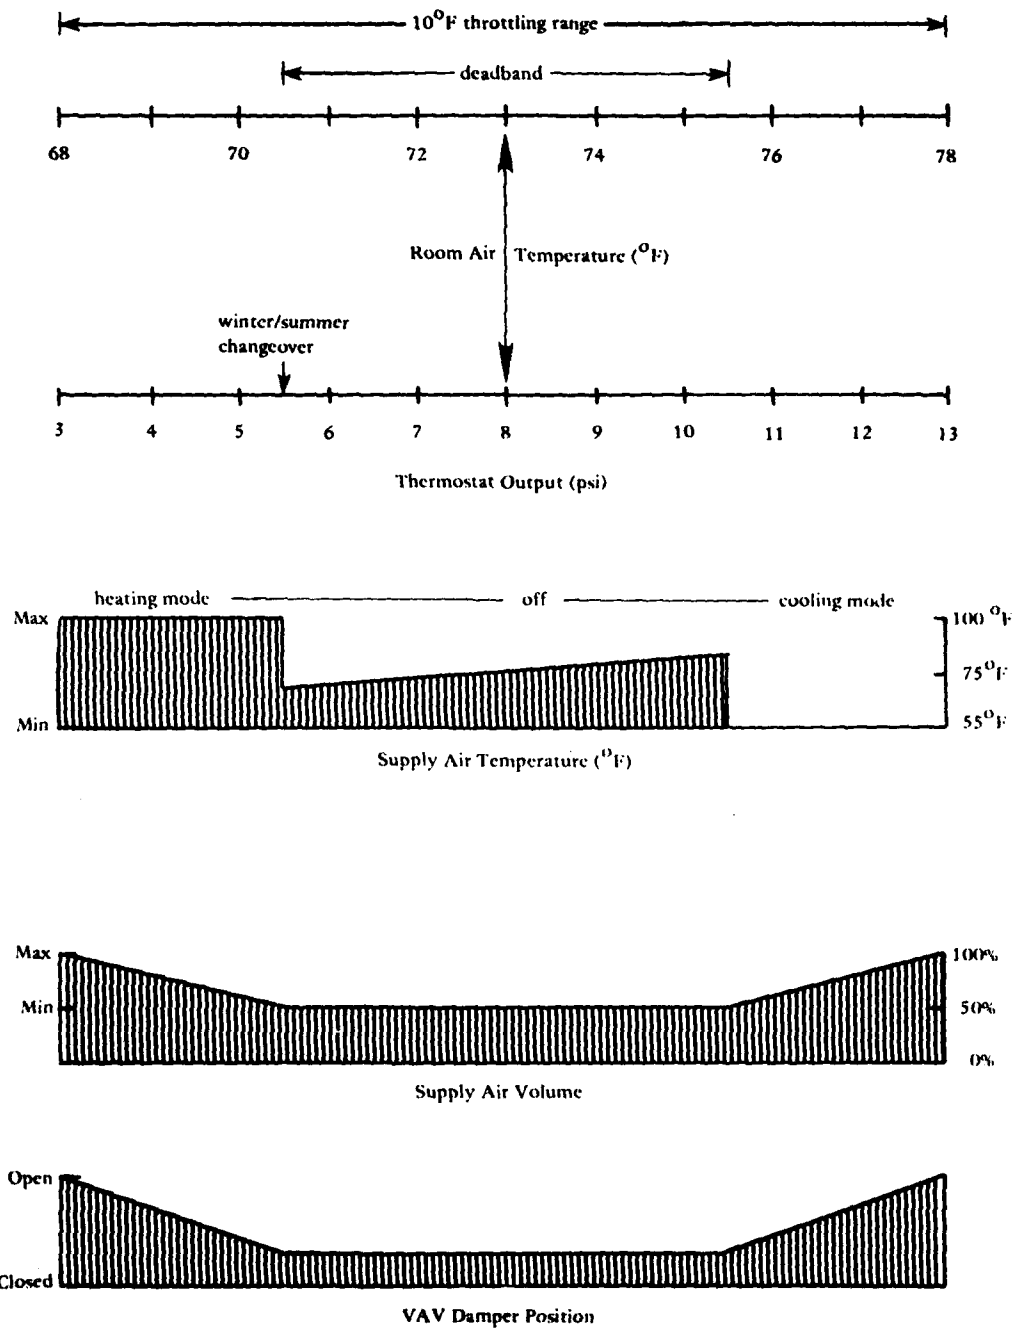 10°F throttling range
deadband
68 70 72 74 76 78
Room Air Temperature (°F)
winter/summer
changeover
3 4 5 6 7 8 9 10 11 12 13
Thermostat Output (psi)
heating mode off cooling mode
Max 100 °F
75°F
Min 55°F
Supply Air Temperature (°F)
Max 100%
Min 50%
0%
Supply Air Volume
Open
Closed
VAV Damper Position